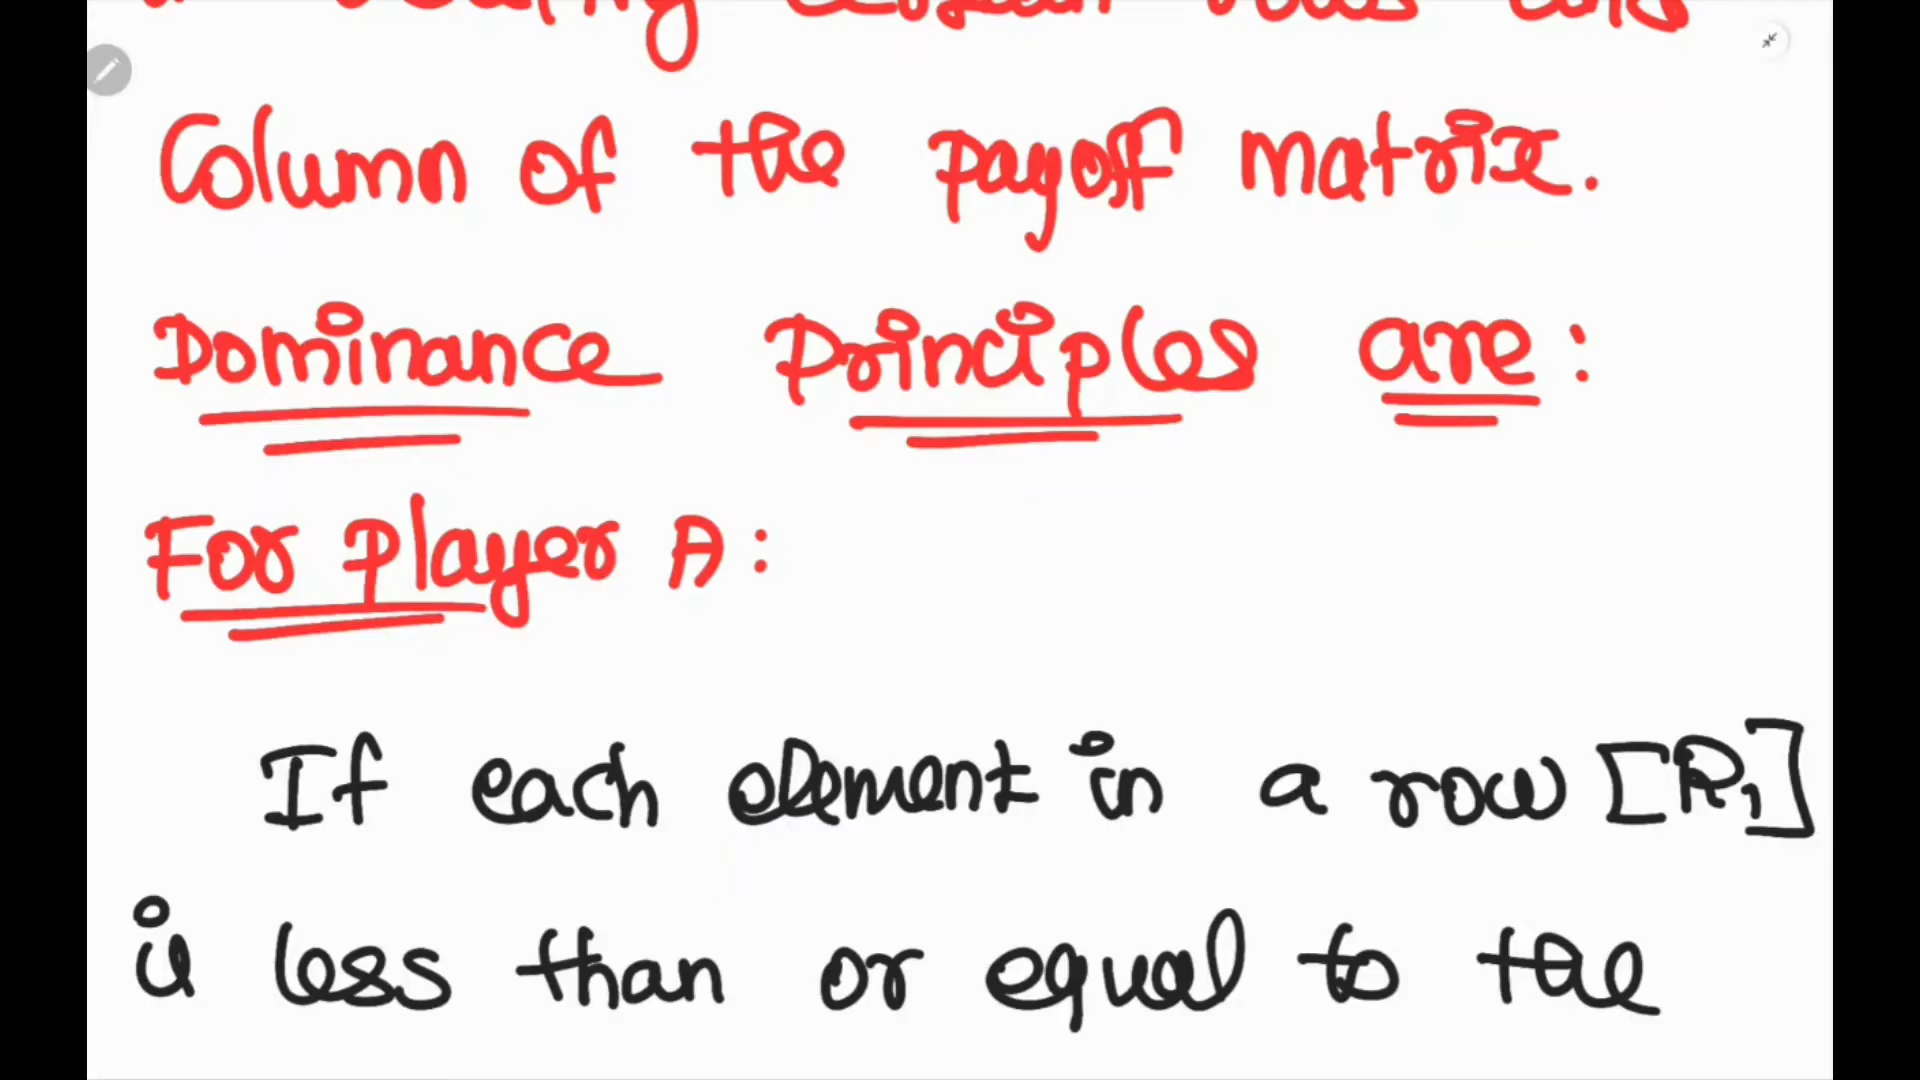 Column of the payoff matrix.
Dominance Principles are:
For player A:
If each element in a row [R₁]
is less than or equal to the